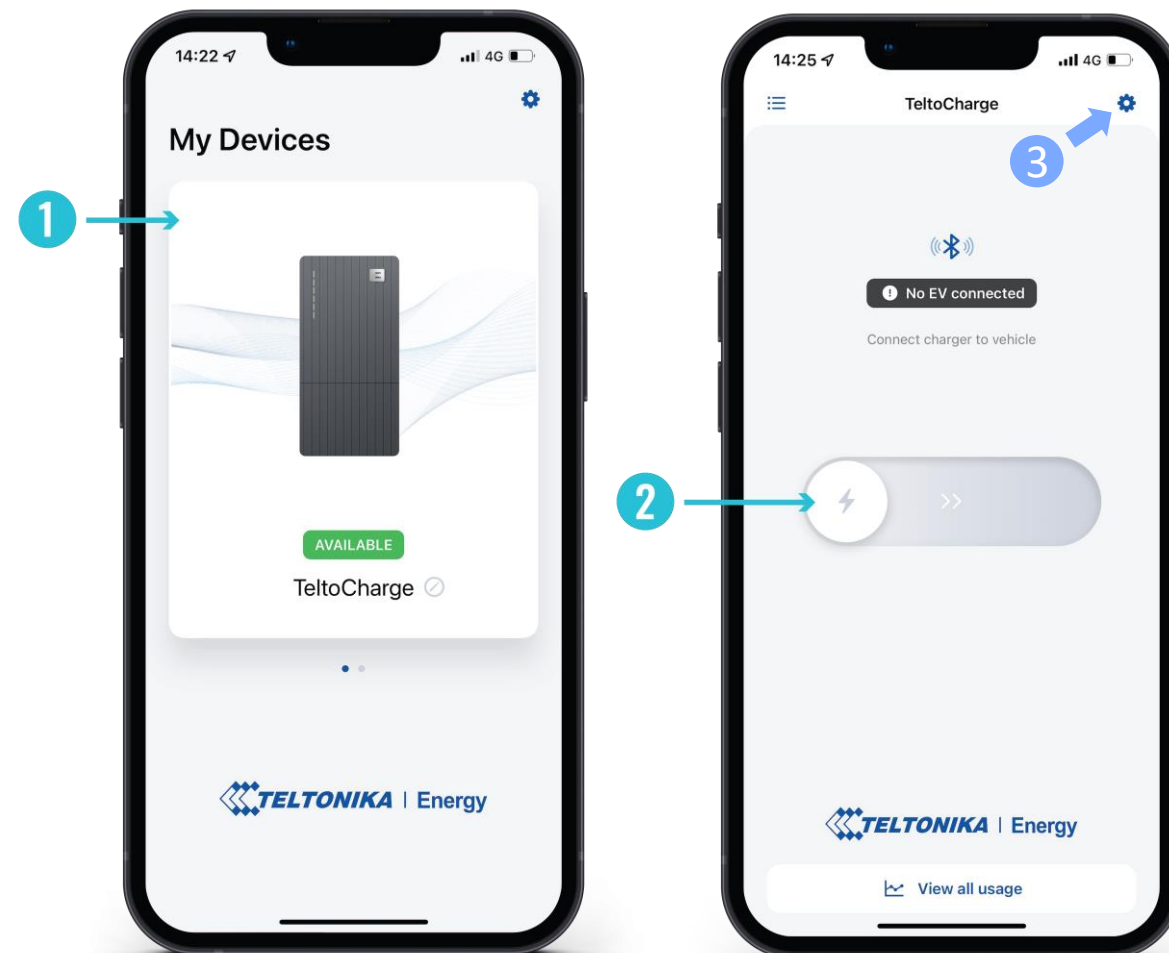 14:22
4G
My Devices
1
AVAILABLE
TeltoCharge
TELTONIKA | Energy
14:25
4G
TeltoCharge
3
No EV connected
Connect charger to vehicle
2
TELTONIKA | Energy
View all usage